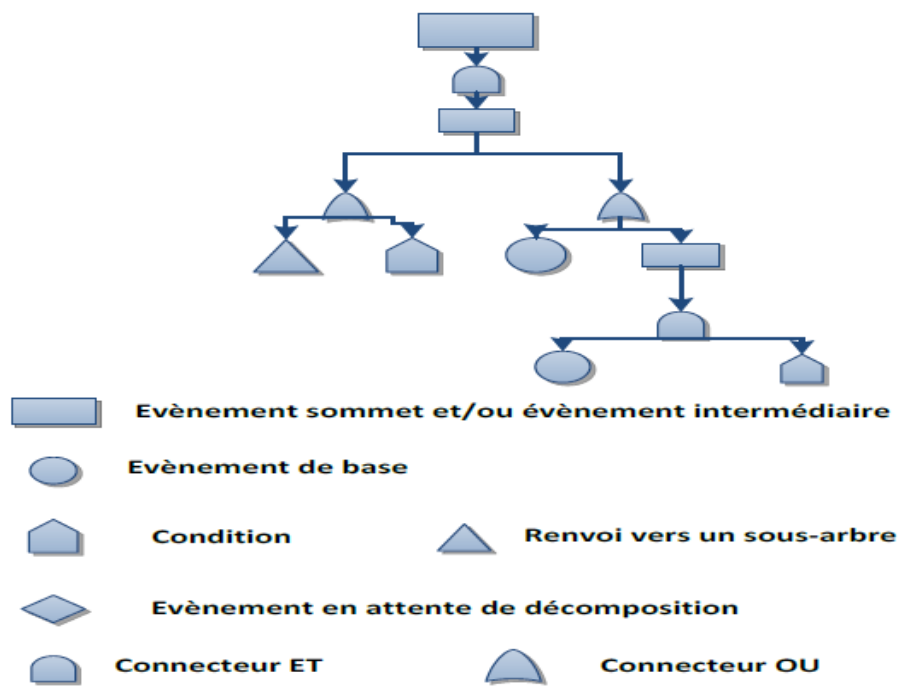 Evènement sommet et/ou évènement intermédiaire
Evènement de base
Condition
Renvoi vers un sous-arbre
Evènement en attente de décomposition
Connecteur ET
Connecteur OU